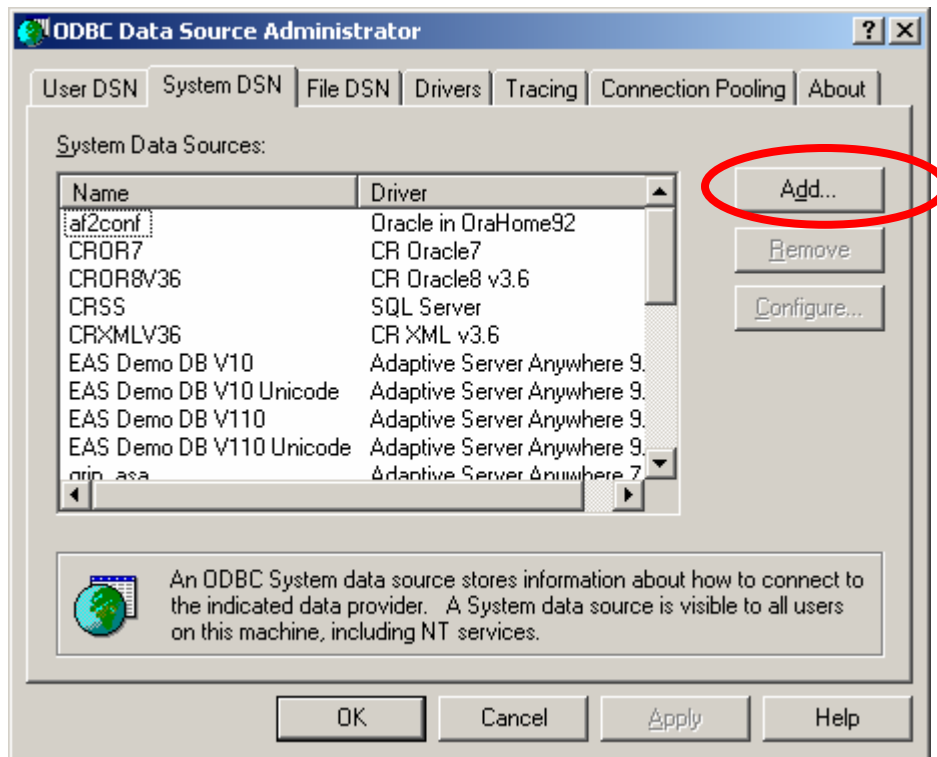 ODBC Data Source Administrator
User DSN System DSN File DSN Drivers Tracing Connection Pooling About
System Data Sources:
Name Driver
af2conf Oracle in OraHome92
CROR7 CR Oracle7
CROR8V36 CR Oracle8 v3.6
CRSS SQL Server
CRXMLV36 CR XML v3.6
EAS Demo DB V10 Adaptive Server Anywhere 9.
EAS Demo DB V10 Unicode Adaptive Server Anywhere 9.
EAS Demo DB V110 Adaptive Server Anywhere 9.
EAS Demo DB V110 Unicode Adaptive Server Anywhere 9.
Adaptive Server Anywhere 7
Add...
Remove
Configure...
An ODBC System data source stores information about how to connect to
the indicated data provider. A System data source is visible to all users
on this machine, including NT services.
OK Cancel Apply Help